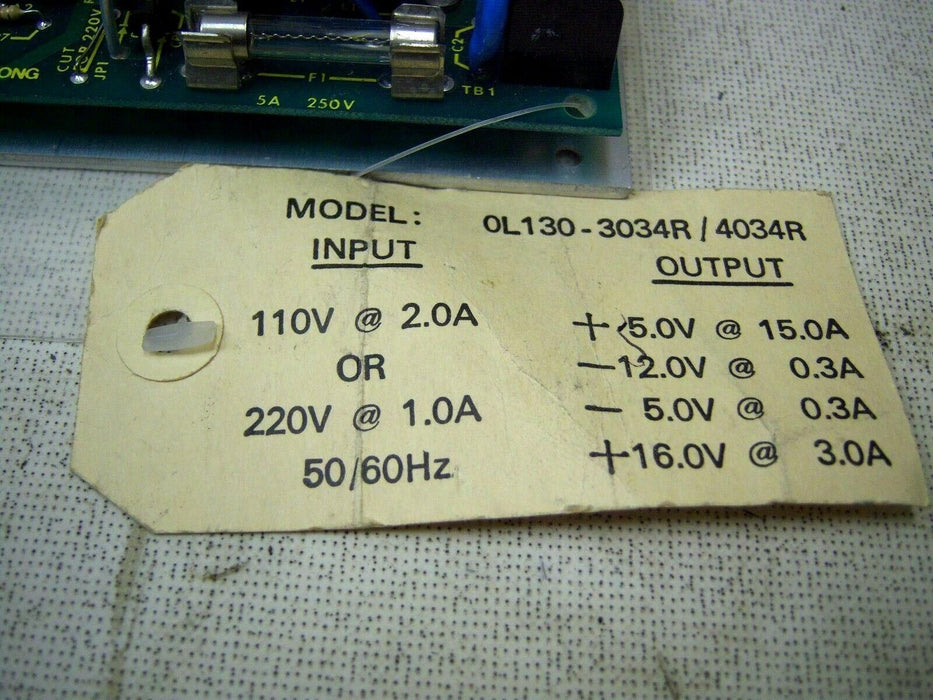 ONG
CUT
220V
JP1
F1
5A 250V
C2
TB1
MODEL: OL130-3034R/4034R
INPUT
110V @ 2.0A
OR
220V @ 1.0A
50/60Hz
OUTPUT
+ 5.0V @ 15.0A
-12.0V @ 0.3A
- 5.0V @ 0.3A
+16.0V @ 3.0A